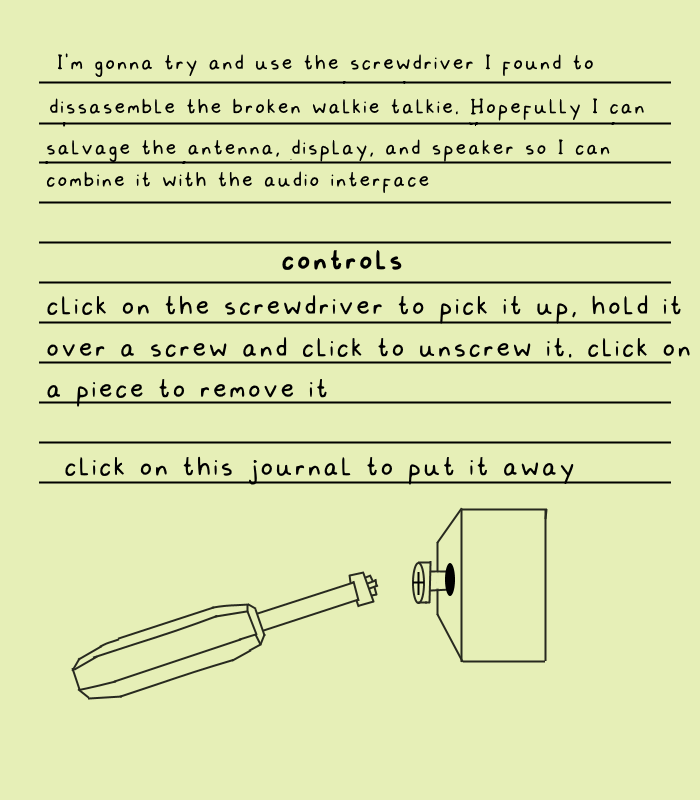 I'm gonna try and use the screwdriver I found to
dissasemble the broken walkie talkie. Hopefully I can
salvage the antenna, display, and speaker so I can
combine it with the audio interface
controls
click on the screwdriver to pick it up, hold it
over a screw and click to unscrew it. click on
a piece to remove it
click on this journal to put it away